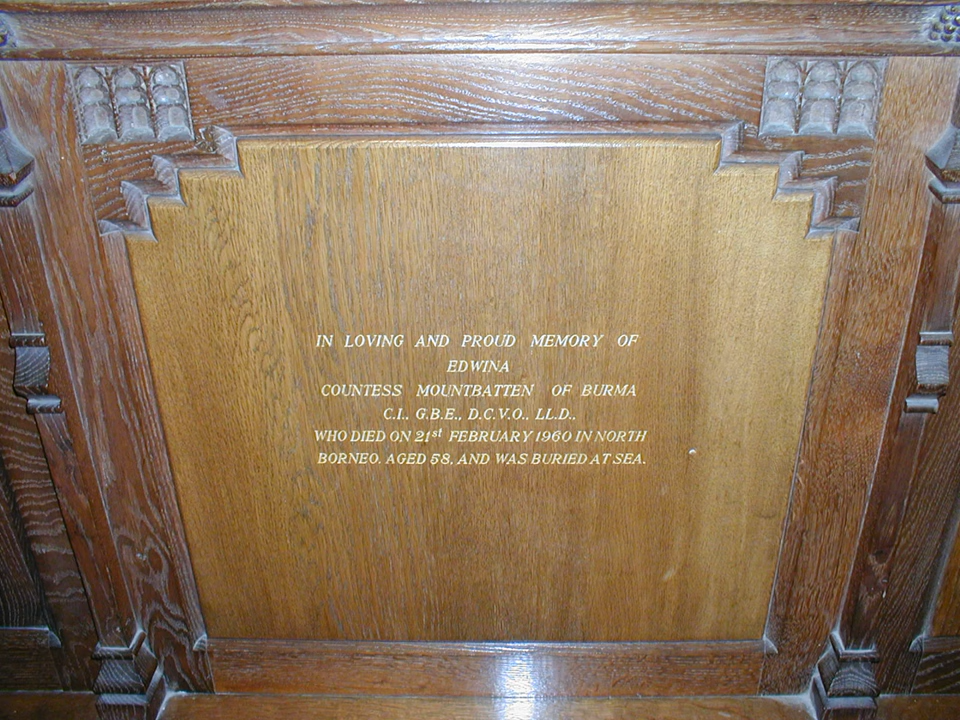 IN LOVING AND PROUD MEMORY OF
EDWINA
COUNTESS MOUNTBATTEN OF BURMA
C.I., G.B.E., D.C.V.O., LL.D.,
WHO DIED ON 21st FEBRUARY 1960 IN NORTH
BORNEO, AGED 58, AND WAS BURIED AT SEA.